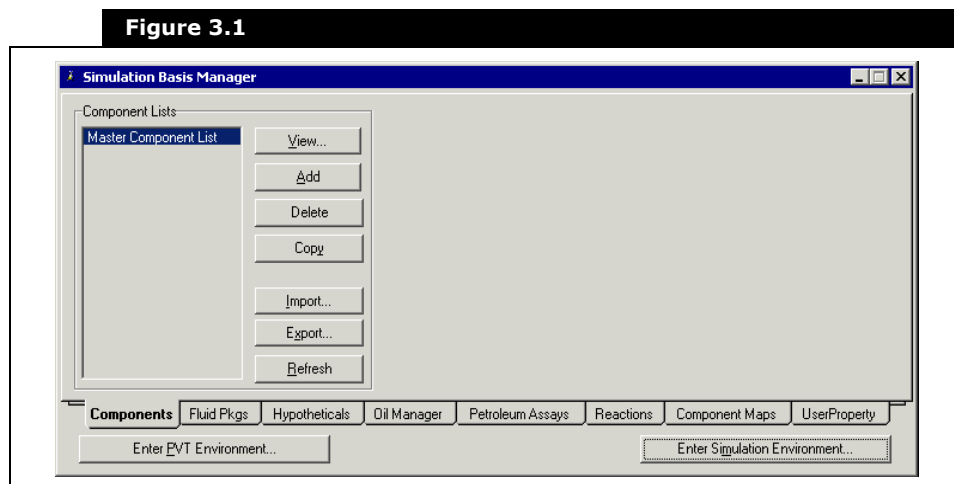 Figure 3.1
Simulation Basis Manager
Component Lists
Master Component List
View...
Add
Delete
Copy
Import...
Export...
Refresh
Components Fluid Pkgs Hypotheticals Oil Manager Petroleum Assays Reactions Component Maps UserProperty
Enter PVT Environment... Enter Simulation Environment...